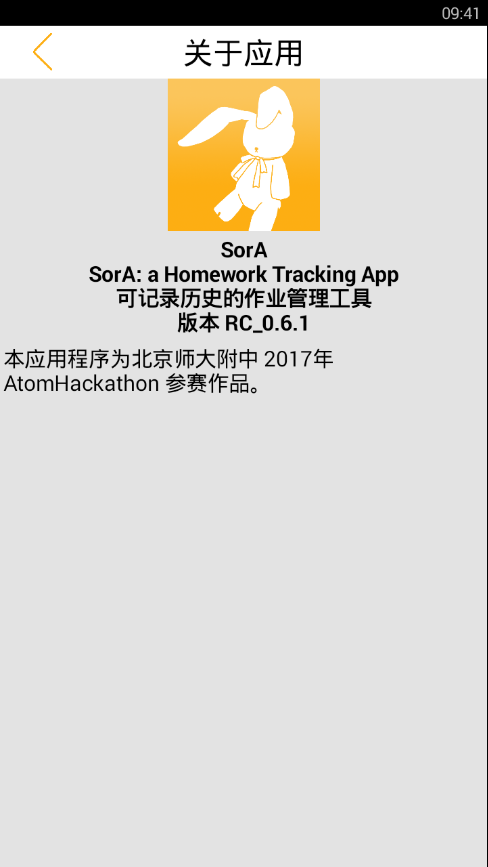 09:41
关于应用
SorA
SorA: a Homework Tracking App
可记录历史的作业管理工具
版本 RC_0.6.1
本应用程序为北京师大附中 2017年
AtomHackathon 参赛作品。